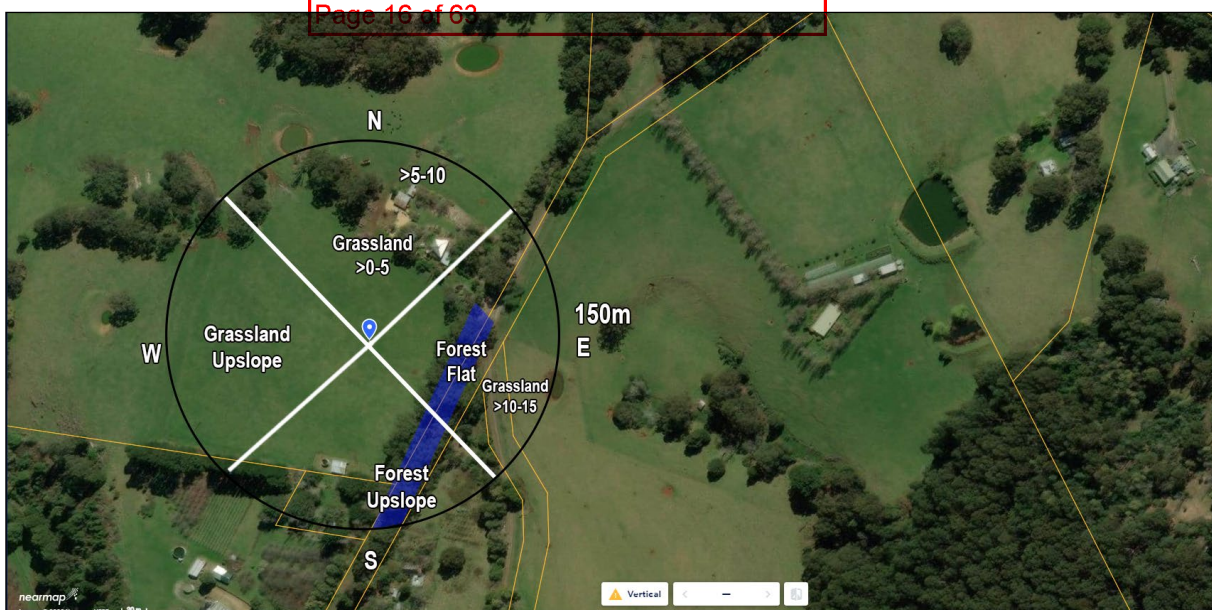 Page 16 of 63
N
>5-10
Grassland
>0-5
150m
E
W
Grassland
Upslope
Forest
Flat
Grassland
>10-15
Forest
Upslope
S
nearmap
Vertical